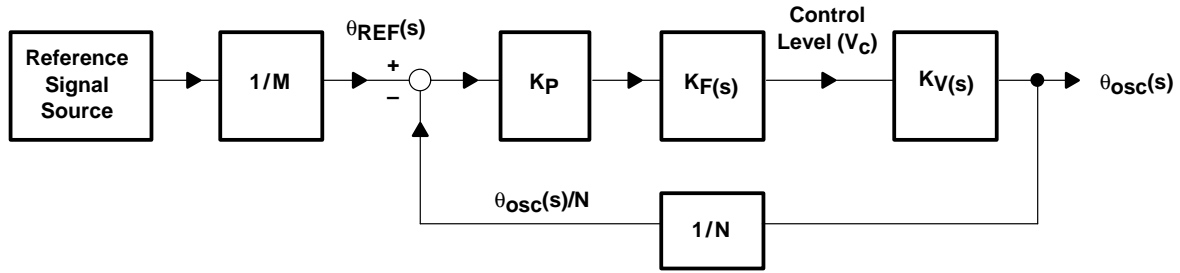 Reference
Signal
Source
1/M
θREF(s)
+
−
KP
KF(s)
Control
Level (Vc)
KV(s)
θosc(s)
θosc(s)/N
1/N